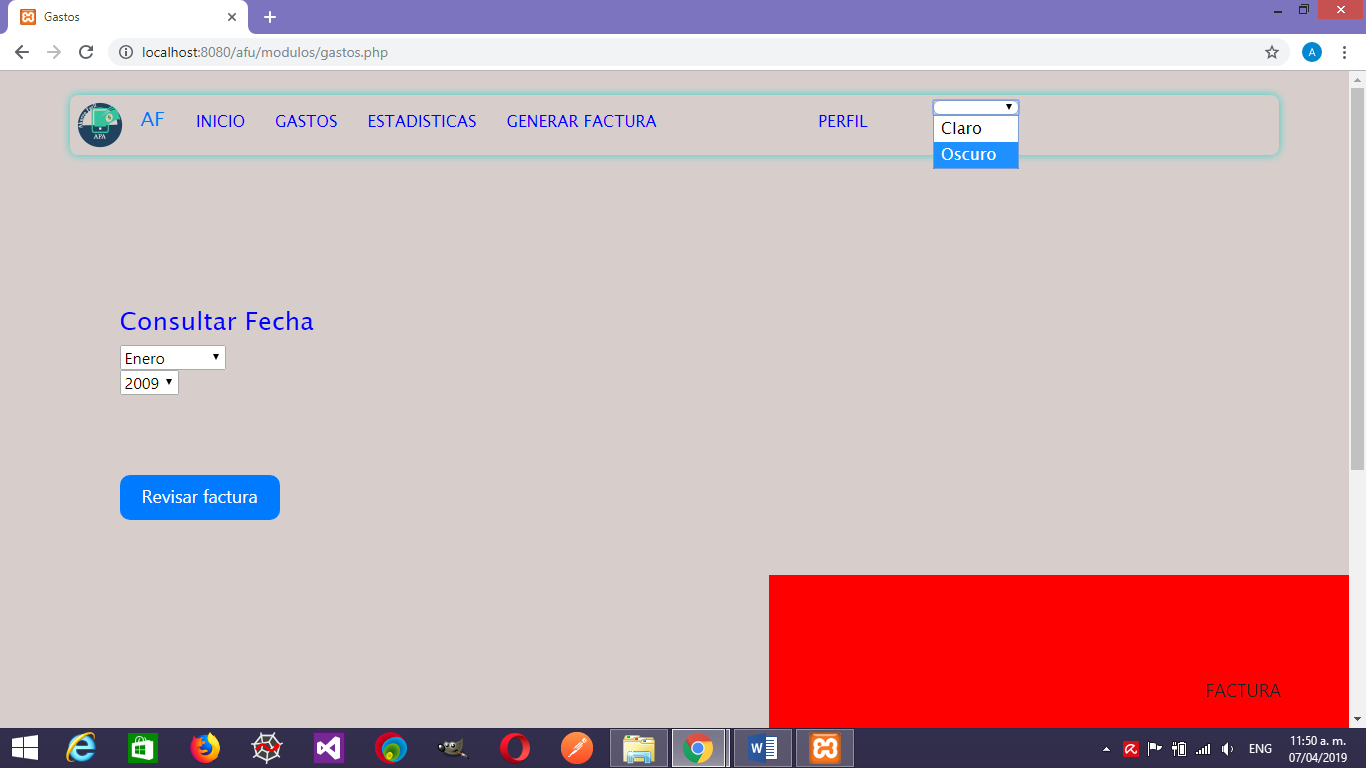 Gastos
localhost:8080/afu/modulos/gastos.php
A
AFA
AF
INICIO
GASTOS
ESTADISTICAS
GENERAR FACTURA
PERFIL
Claro
Oscuro
Consultar Fecha
Enero
2009
Revisar factura
FACTURA
ENG
11:50 a. m.
07/04/2019